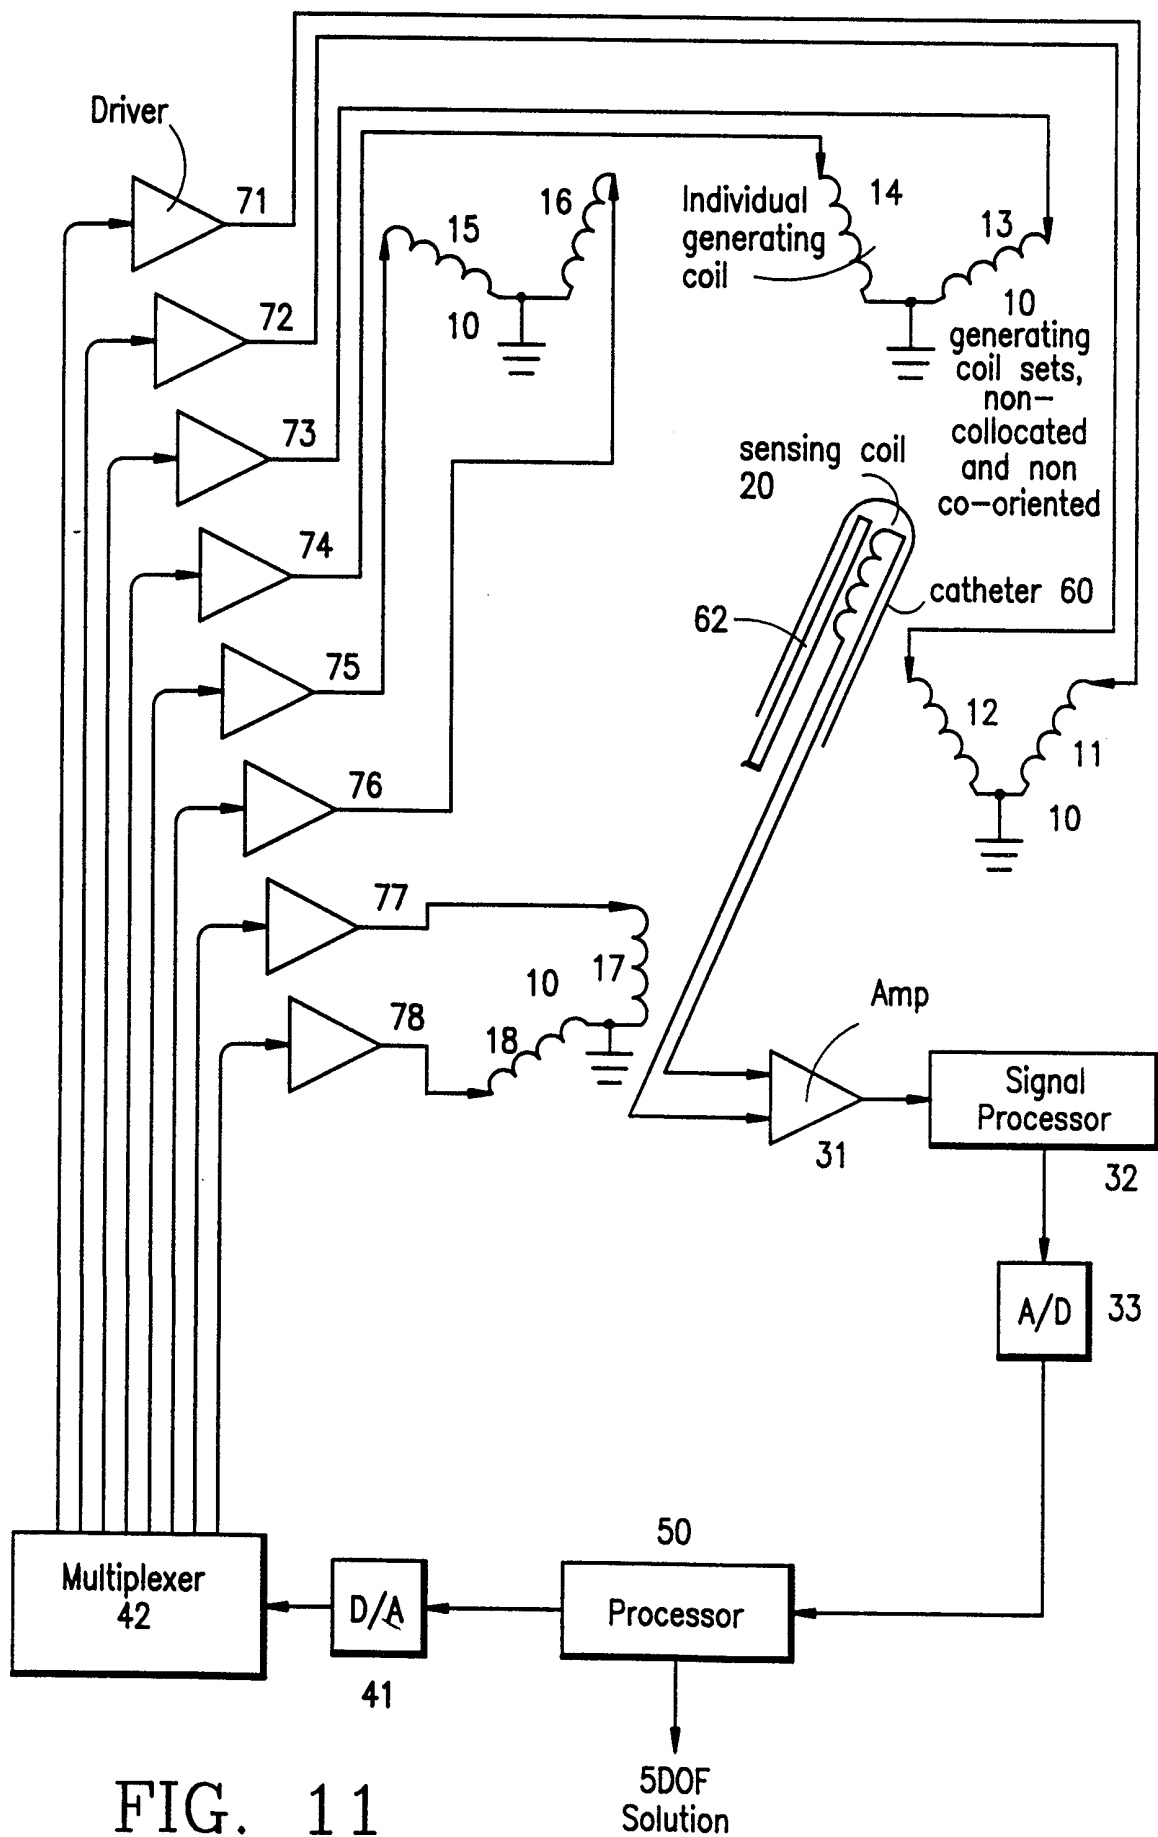 Driver
71
72
73
74
75
76
77
78
15
16
10
Individual
generating
coil
14
13
10
generating
coil sets,
non-
collocated
and non
co-oriented
sensing coil
20
catheter 60
62
12
11
10
17
10
18
Amp
31
Signal
Processor
32
A/D
33
50
Processor
D/A
41
Multiplexer
42
5DOF
Solution
FIG. 11